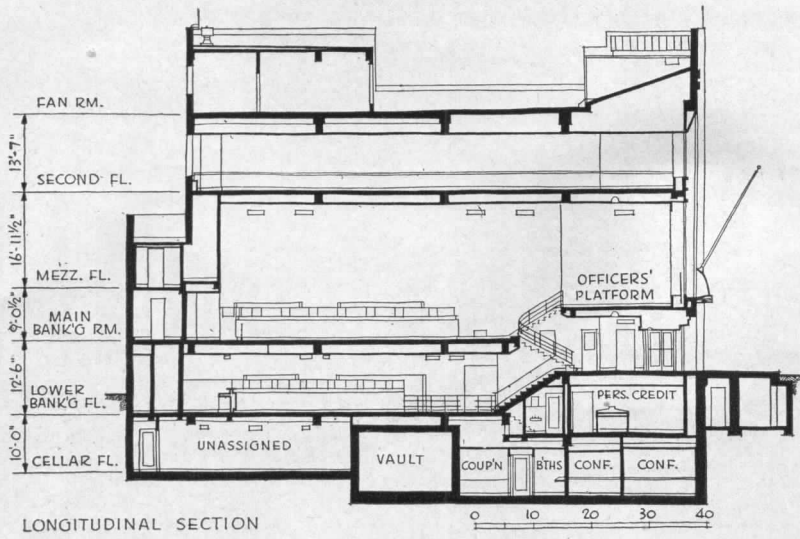 FAN RM.
13'-7"
SECOND FL.
16'-11½"
MEZZ. FL.
9'-0½"
MAIN
BANK'G RM.
12'-6"
LOWER
BANK'G FL.
10'-0"
CELLAR FL.
OFFICERS'
PLATFORM
PERS. CREDIT
UNASSIGNED
VAULT
COUP'N
B'THS
CONF.
CONF.
LONGITUDINAL SECTION
0 10 20 30 40